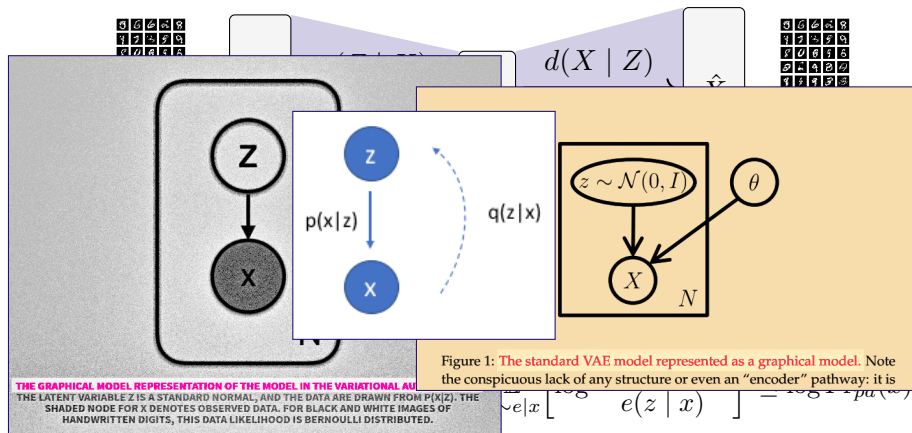 d(X | Z)
Z
X
z
p(x|z)
q(z|x)
x
z ∼ N(0, I)
θ
X
N
Figure 1: The standard VAE model represented as a graphical model. Note
the conspicuous lack of any structure or even an “encoder” pathway: it is
THE GRAPHICAL MODEL REPRESENTATION OF THE MODEL IN THE VARIATIONAL
THE LATENT VARIABLE Z IS A STANDARD NORMAL, AND THE DATA ARE DRAWN FROM P(X|Z). THE
SHADED NODE FOR X DENOTES OBSERVED DATA. FOR BLACK AND WHITE IMAGES OF
HANDWRITTEN DIGITS, THIS DATA LIKELIHOOD IS BERNOULLI DISTRIBUTED.
∼e|x [ e(z | x) ]